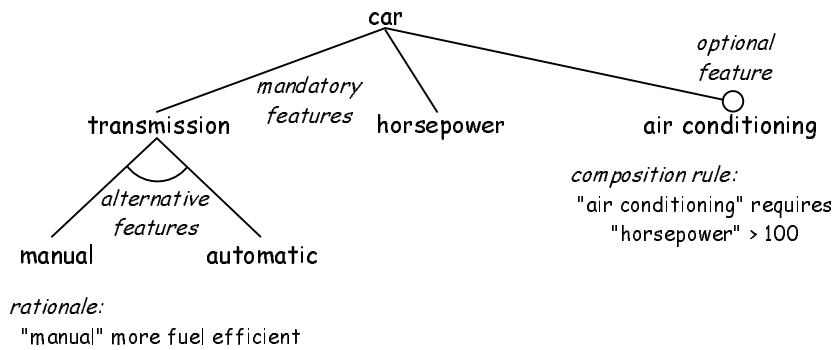 car
optional
feature
mandatory
features
transmission
horsepower
air conditioning
alternative
features
composition rule:
"air conditioning" requires
"horsepower" > 100
manual
automatic
rationale:
"manual" more fuel efficient